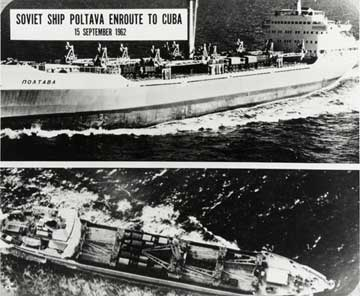 SOVIET SHIP POLTAVA ENROUTE TO CUBA
15 SEPTEMBER 1962
ПОЛТАВА